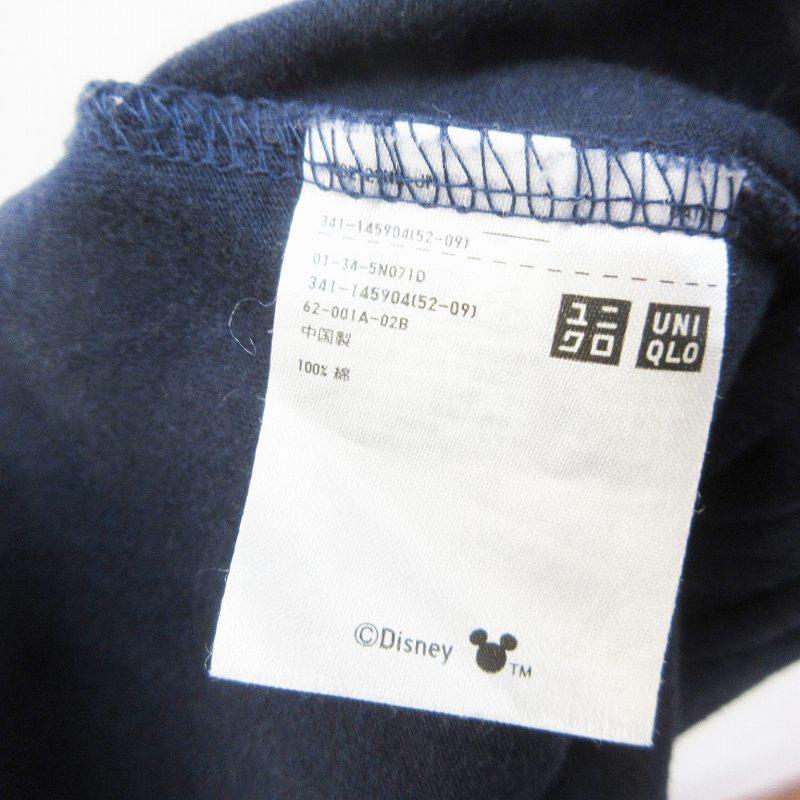 341-145904(52-09)
01-34-5N071D
341-145904(52-09)
62-001A-02B
中国製
100% 綿
ユニ
クロ
UNI
QLO
©Disney TM